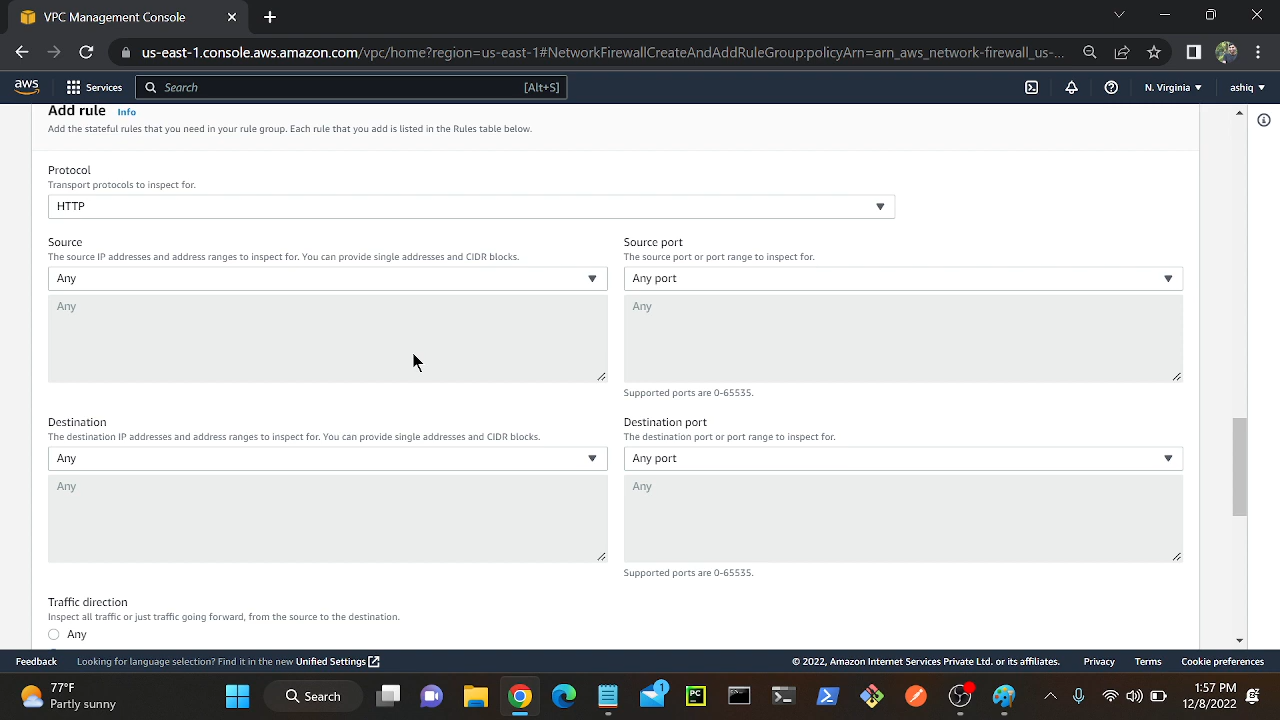 VPC Management Console
us-east-1.console.aws.amazon.com/vpc/home?region=us-east-1#NetworkFirewallCreateAndAddRuleGroup:policyArn=arn_aws_network-firewall_us-...
aws
Services
Search
[Alt+S]
N. Virginia
ashiq
Add rule Info
Add the stateful rules that you need in your rule group. Each rule that you add is listed in the Rules table below.
Protocol
Transport protocols to inspect for.
HTTP
Source
The source IP addresses and address ranges to inspect for. You can provide single addresses and CIDR blocks.
Any
Any
Source port
The source port or port range to inspect for.
Any port
Any
Supported ports are 0-65535.
Destination
The destination IP addresses and address ranges to inspect for. You can provide single addresses and CIDR blocks.
Any
Any
Destination port
The destination port or port range to inspect for.
Any port
Any
Supported ports are 0-65535.
Traffic direction
Inspect all traffic or just traffic going forward, from the source to the destination.
Any
Feedback
Looking for language selection? Find it in the new Unified Settings
© 2022, Amazon Internet Services Private Ltd. or its affiliates.
Privacy
Terms
Cookie preferences
77°F
Partly sunny
Search
1
PC
1:57 PM
12/8/2022